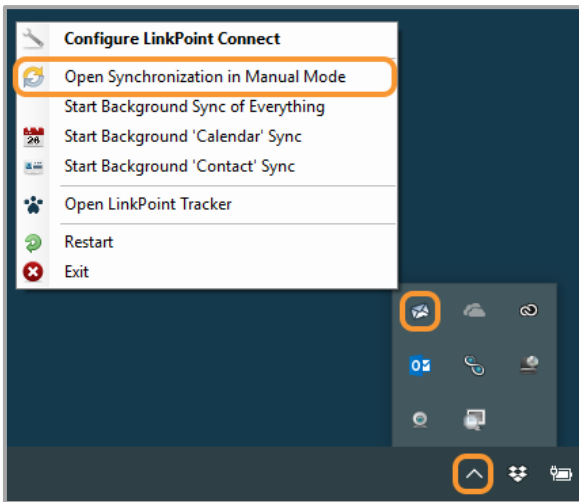 Configure LinkPoint Connect
Open Synchronization in Manual Mode
Start Background Sync of Everything
26
Start Background 'Calendar' Sync
Start Background 'Contact' Sync
Open LinkPoint Tracker
Restart
Exit